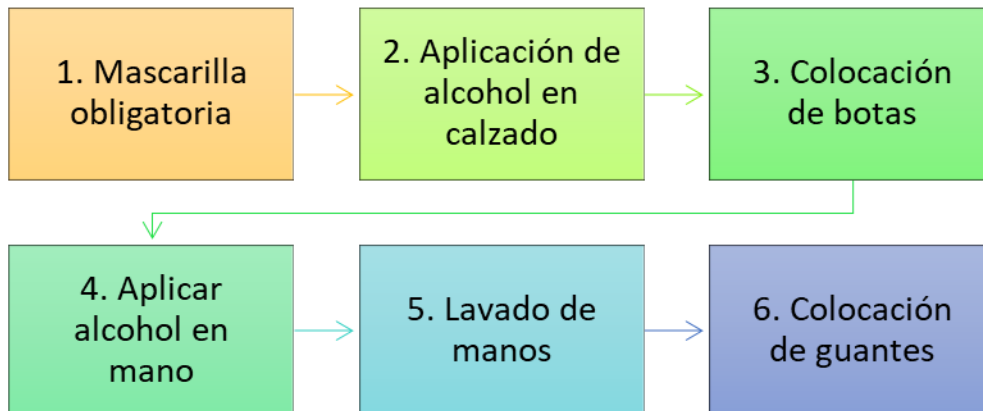 1. Mascarilla
obligatoria
2. Aplicación de
alcohol en
calzado
3. Colocación
de botas
4. Aplicar
alcohol en
mano
5. Lavado de
manos
6. Colocación
de guantes